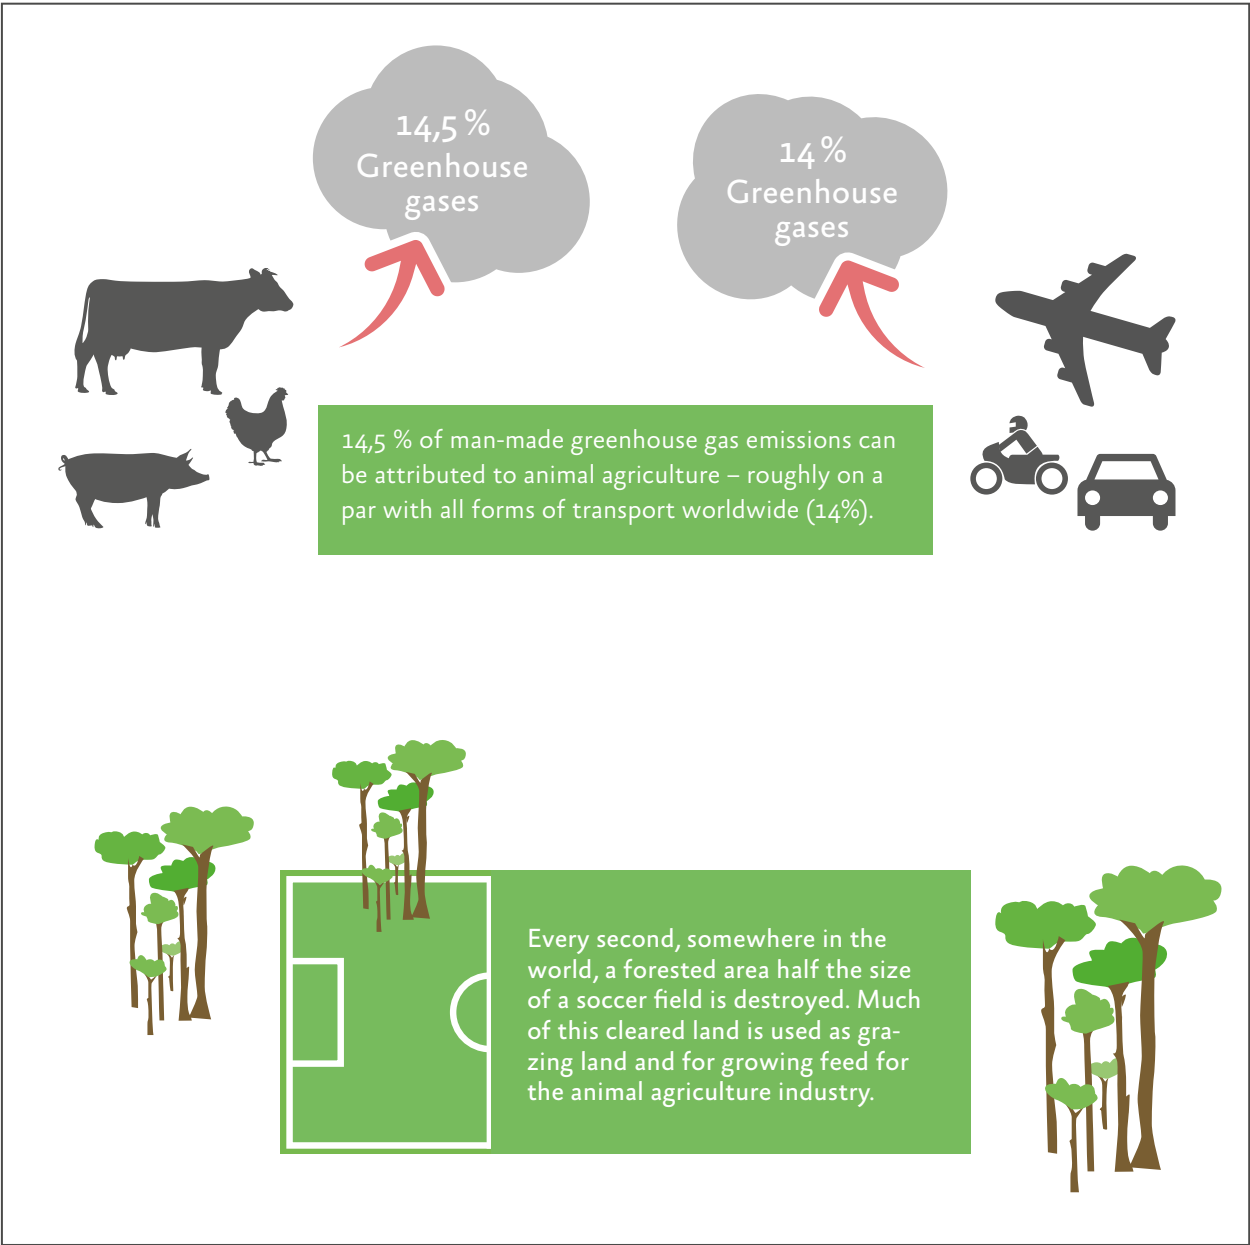 14,5 %
Greenhouse
gases
14 %
Greenhouse
gases
14,5 % of man-made greenhouse gas emissions can
be attributed to animal agriculture – roughly on a
par with all forms of transport worldwide (14%).
Every second, somewhere in the
world, a forested area half the size
of a soccer field is destroyed. Much
of this cleared land is used as gra-
zing land and for growing feed for
the animal agriculture industry.